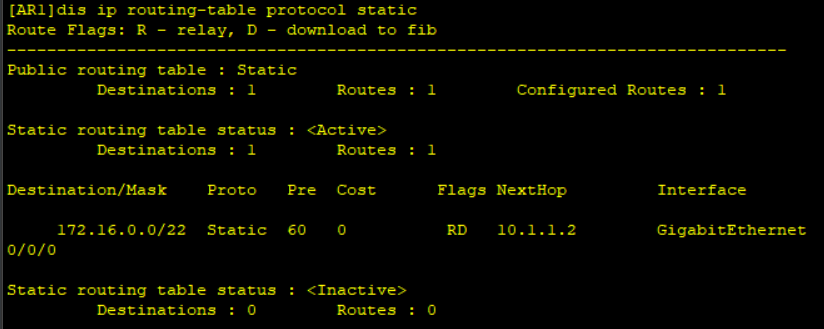 [AR1]dis ip routing-table protocol static
Route Flags: R - relay, D - download to fib
------------------------------------------------------------------------------
Public routing table : Static
         Destinations : 1        Routes : 1        Configured Routes : 1
Static routing table status : <Active>
         Destinations : 1        Routes : 1
Destination/Mask    Proto   Pre  Cost      Flags NextHop         Interface
     172.16.0.0/22  Static  60   0          RD   10.1.1.2        GigabitEthernet
0/0/0
Static routing table status : <Inactive>
         Destinations : 0        Routes : 0